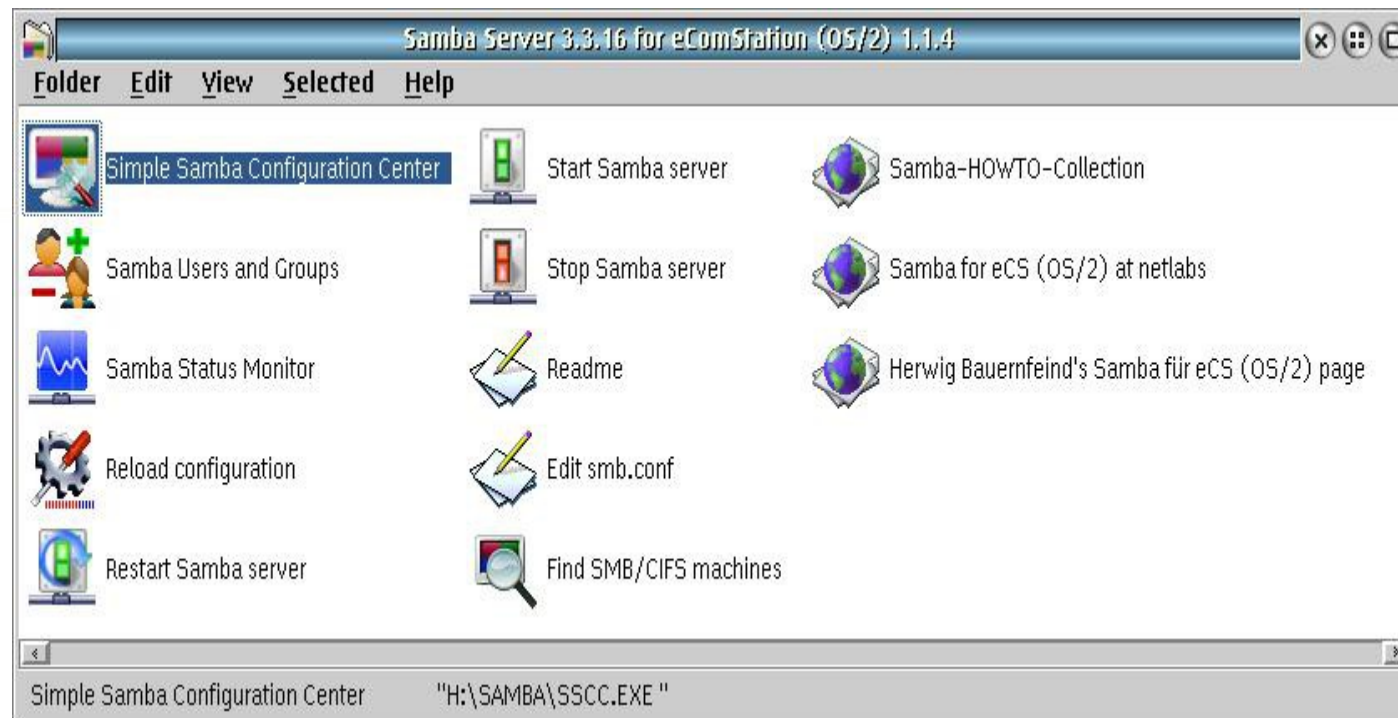 Samba Server 3.3.16 for eComStation (OS/2) 1.1.4
Folder Edit View Selected Help
Simple Samba Configuration Center
Samba Users and Groups
Samba Status Monitor
Reload configuration
Restart Samba server
Start Samba server
Stop Samba server
Readme
Edit smb.conf
Find SMB/CIFS machines
Samba-HOWTO-Collection
Samba for eCS (OS/2) at netlabs
Herwig Bauernfeind's Samba für eCS (OS/2) page
Simple Samba Configuration Center "H:\SAMBA\SSCC.EXE "